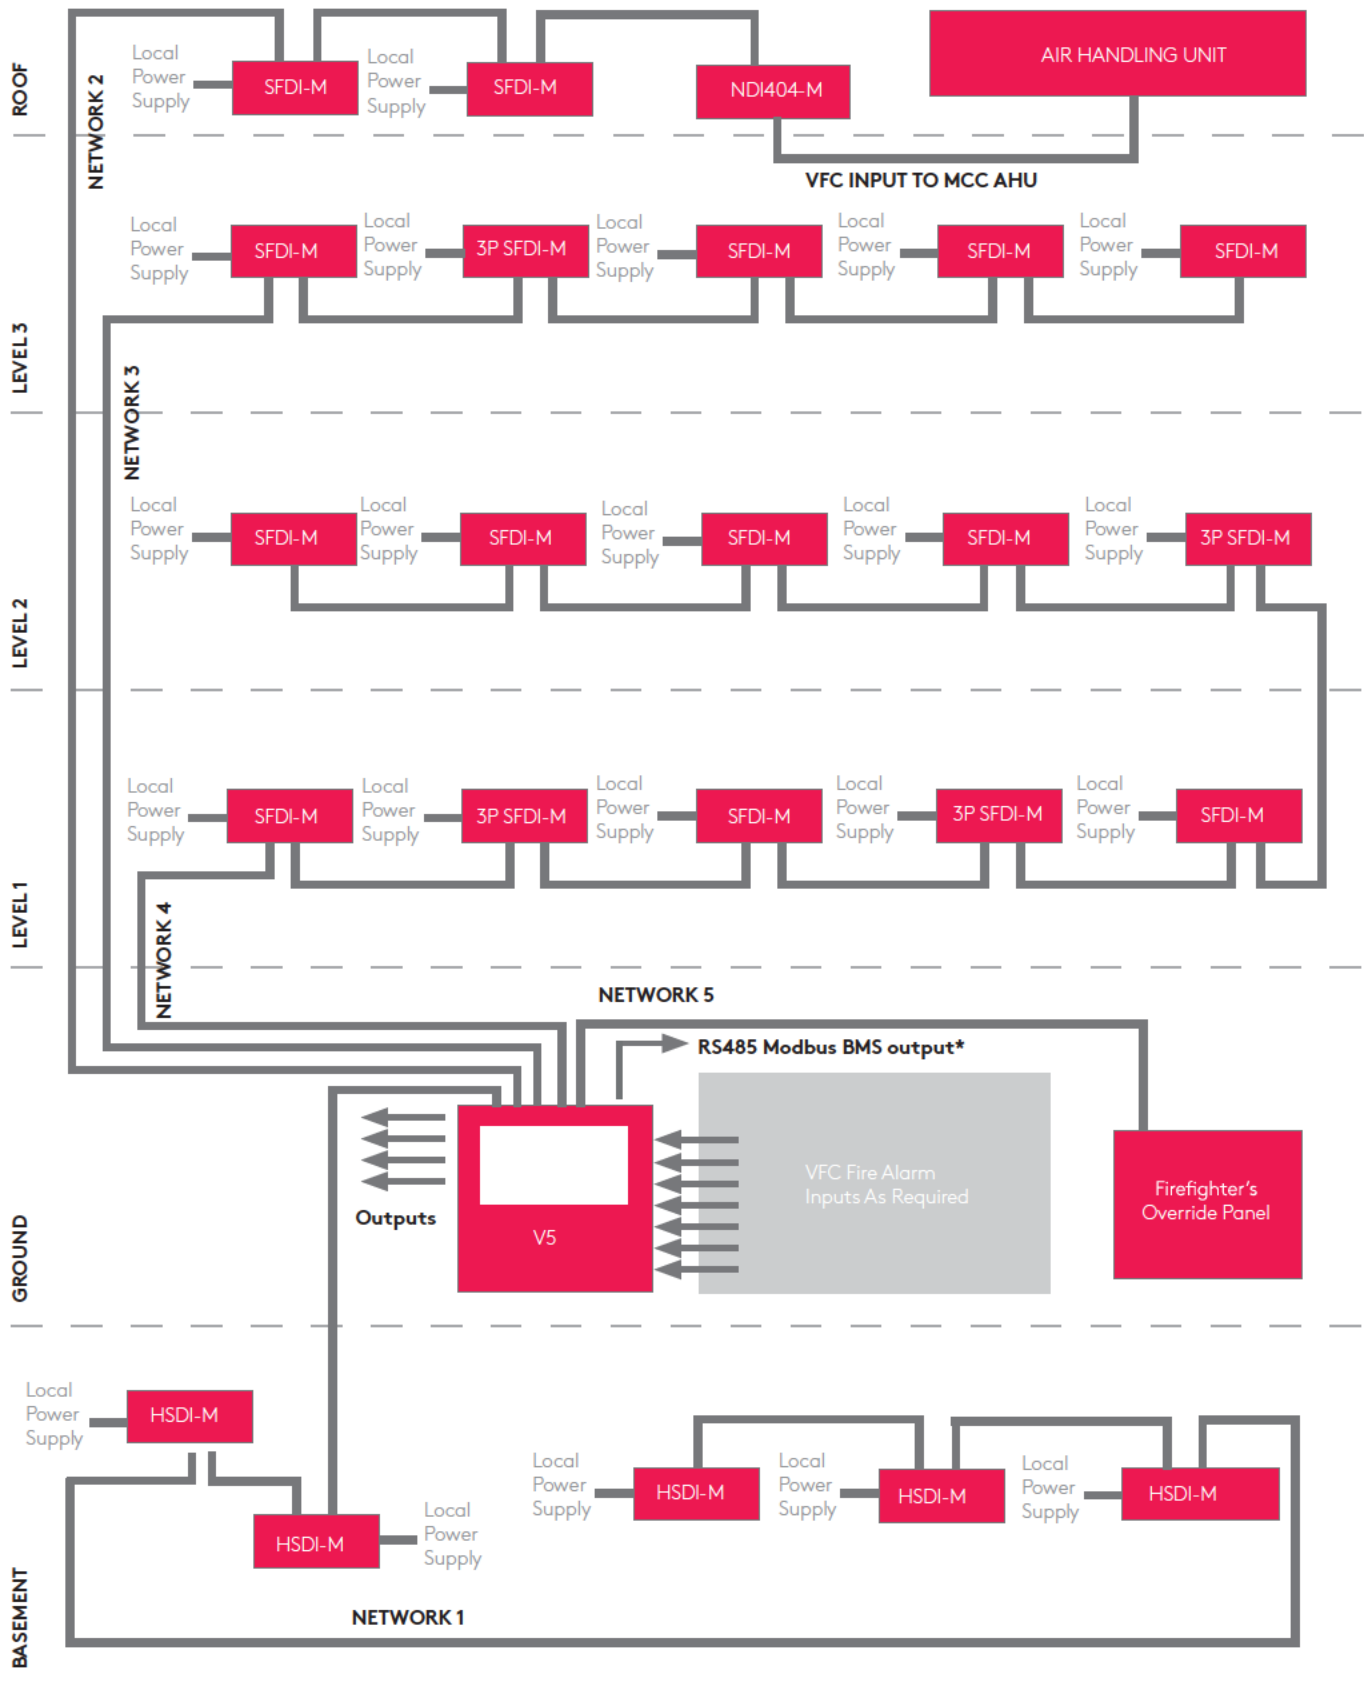 ROOF
NETWORK 2
Local
Power
Supply
SFDI-M
Local
Power
Supply
SFDI-M
NDI404-M
AIR HANDLING UNIT
VFC INPUT TO MCC AHU
LEVEL 3
NETWORK 3
Local
Power
Supply
SFDI-M
Local
Power
Supply
3P SFDI-M
Local
Power
Supply
SFDI-M
Local
Power
Supply
SFDI-M
Local
Power
Supply
SFDI-M
LEVEL 2
Local
Power
Supply
SFDI-M
Local
Power
Supply
SFDI-M
Local
Power
Supply
SFDI-M
Local
Power
Supply
SFDI-M
Local
Power
Supply
3P SFDI-M
LEVEL 1
Local
Power
Supply
SFDI-M
Local
Power
Supply
3P SFDI-M
Local
Power
Supply
SFDI-M
Local
Power
Supply
3P SFDI-M
Local
Power
Supply
SFDI-M
NETWORK 4
NETWORK 5
RS485 Modbus BMS output*
GROUND
Outputs
V5
VFC Fire Alarm
Inputs As Required
Firefighter's
Override Panel
BASEMENT
Local
Power
Supply
HSDI-M
HSDI-M
Local
Power
Supply
Local
Power
Supply
HSDI-M
Local
Power
Supply
HSDI-M
Local
Power
Supply
HSDI-M
NETWORK 1